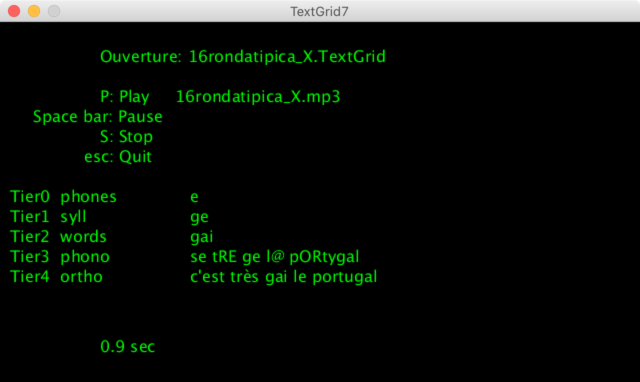 TextGrid7
Ouverture: 16rondatipica_X.TextGrid
P: Play 16rondatipica_X.mp3
Space bar: Pause
S: Stop
esc: Quit
Tier0 phones e
Tier1 syll ge
Tier2 words gai
Tier3 phono se tRE ge l@ pORtygal
Tier4 ortho c'est très gai le portugal
0.9 sec